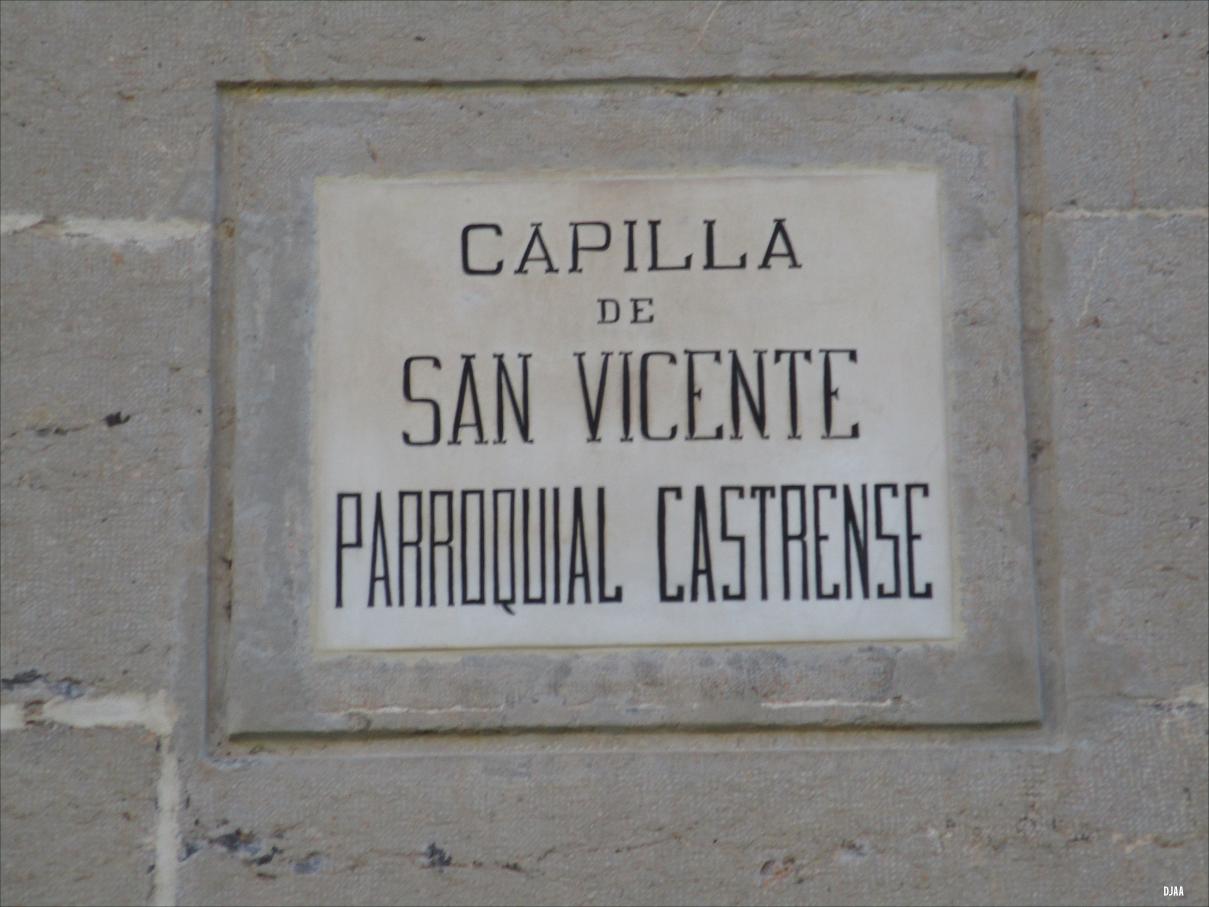 CAPILLA
DE
SAN VICENTE
PARROQUIAL CASTRENSE
DJAA